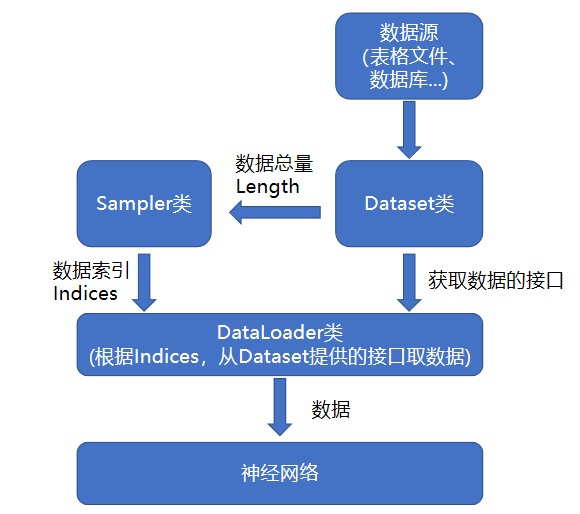 数据源
(表格文件、
数据库...)
数据总量
Length
Sampler类
Dataset类
数据索引
Indices
获取数据的接口
DataLoader类
(根据Indices，从Dataset提供的接口取数据)
数据
神经网络